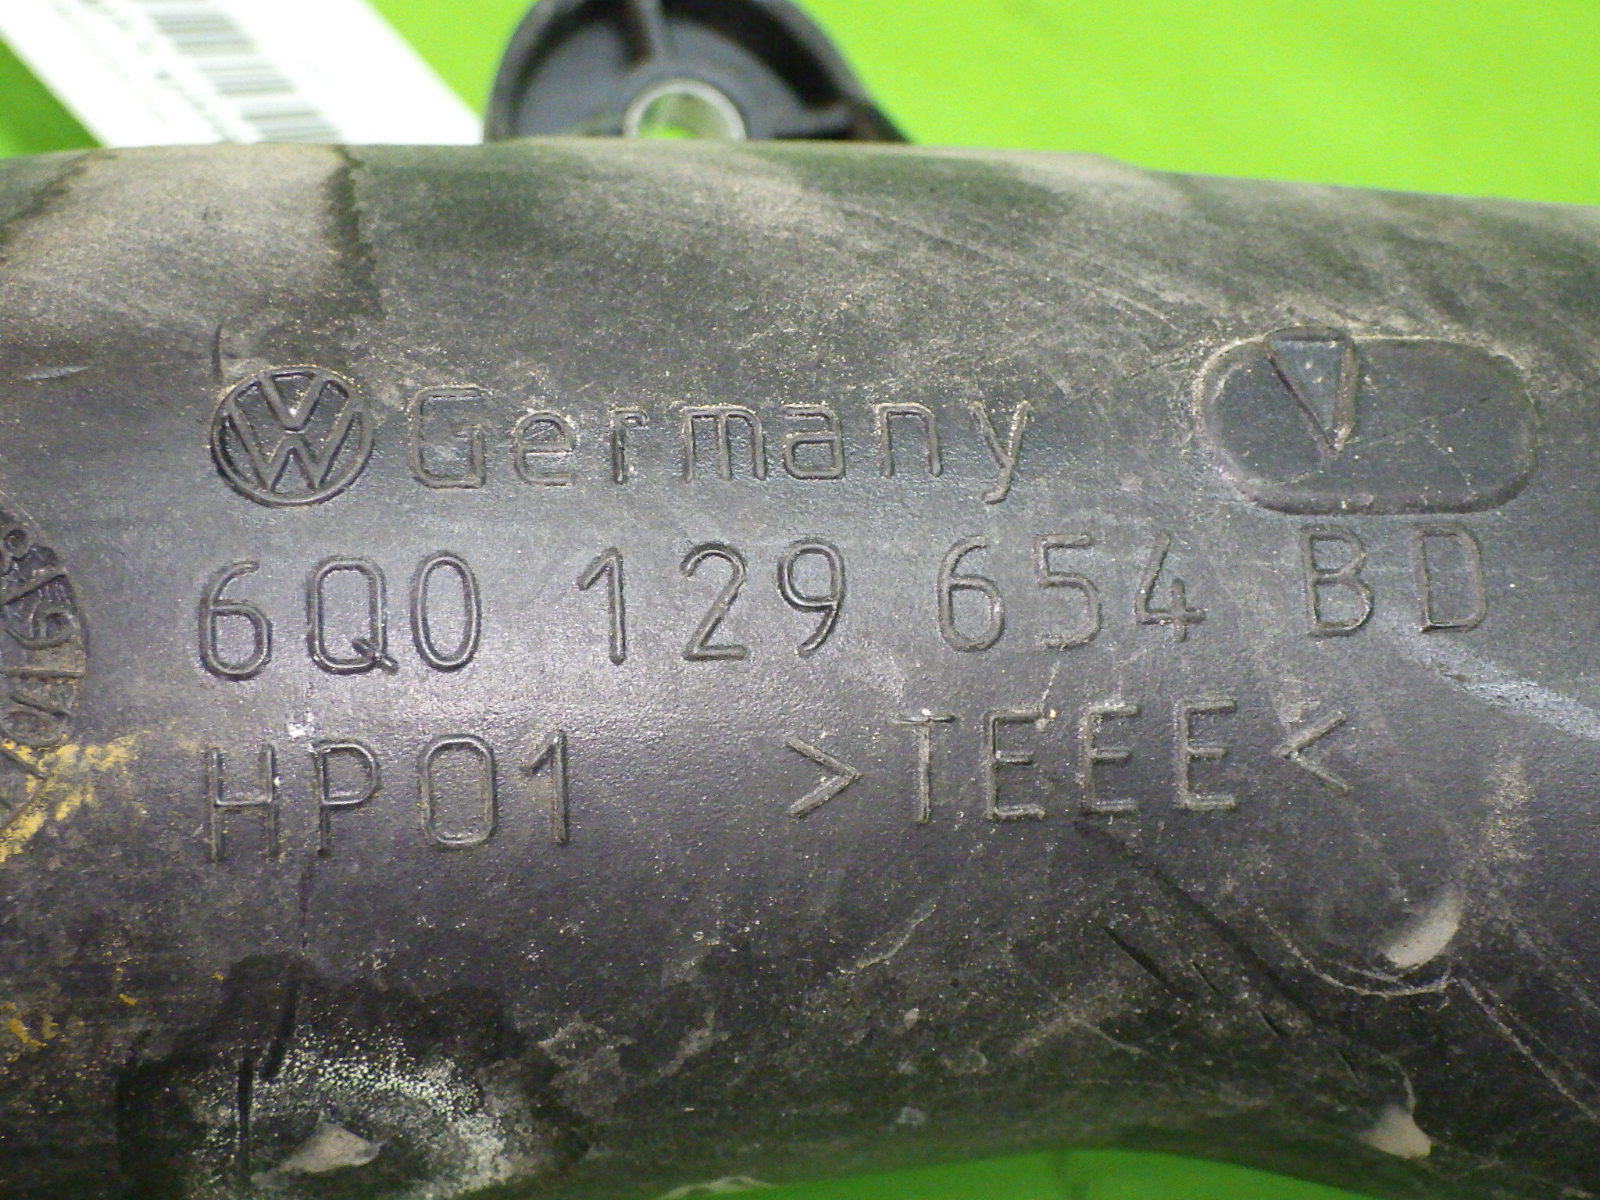 Germany
6Q0 129 654 BD
HP01 >TEEE<